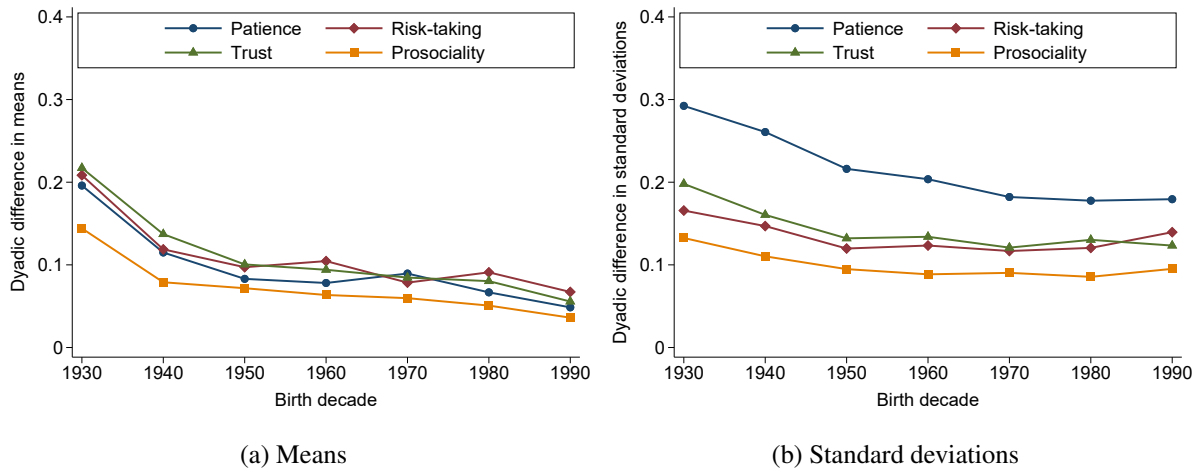 Patience
Risk-taking
Trust
Prosociality
Dyadic difference in means
0.4
0.3
0.2
0.1
0
1930 1940 1950 1960 1970 1980 1990
Birth decade
(a) Means
Patience
Risk-taking
Trust
Prosociality
Dyadic difference in standard deviations
0.4
0.3
0.2
0.1
0
1930 1940 1950 1960 1970 1980 1990
Birth decade
(b) Standard deviations